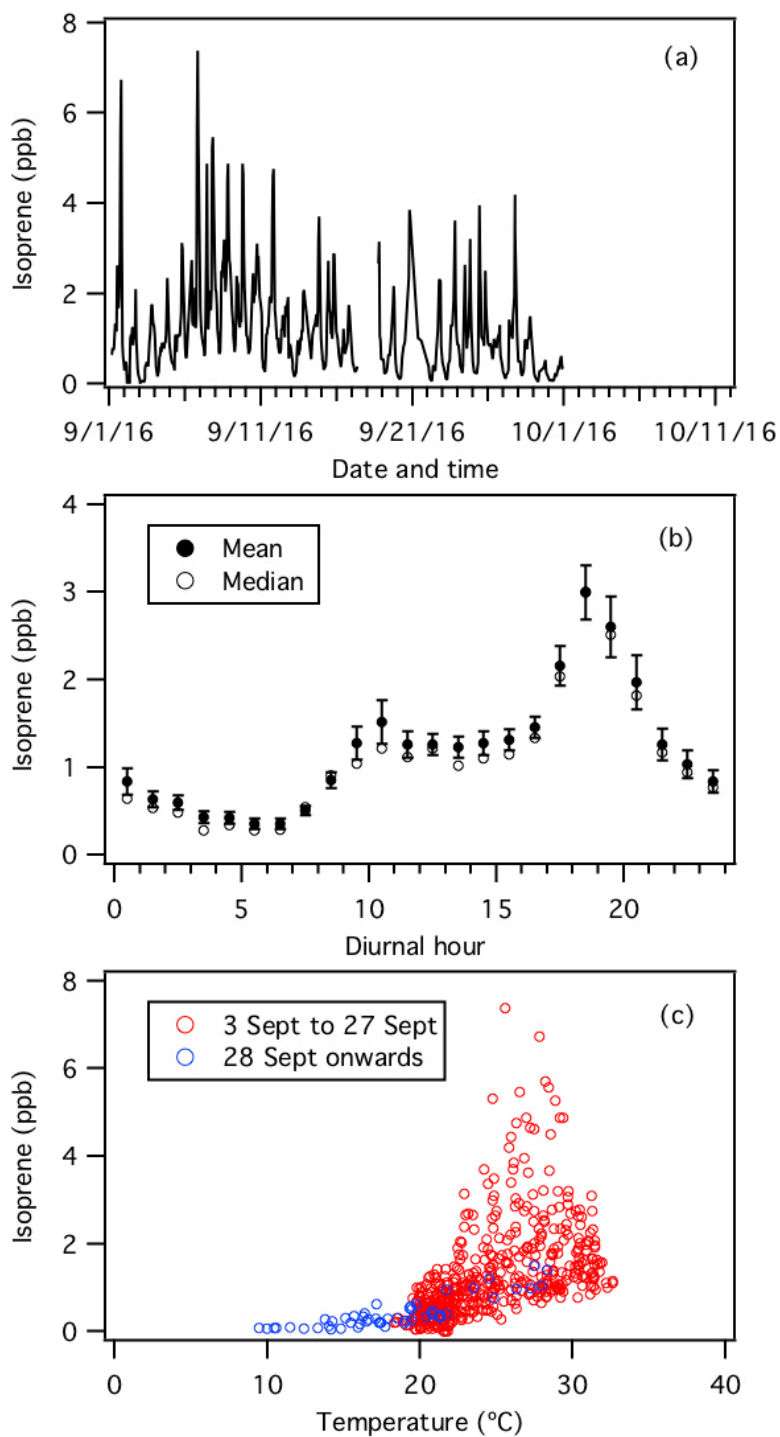 8
(a)
6
4
2
0
Isoprene (ppb)
9/1/16 9/11/16 9/21/16 10/1/16 10/11/16
Date and time
4
(b)
Mean
Median
3
2
1
0
Isoprene (ppb)
0 5 10 15 20
Diurnal hour
8
(c)
3 Sept to 27 Sept
28 Sept onwards
6
4
2
0
Isoprene (ppb)
0 10 20 30 40
Temperature (ºC)